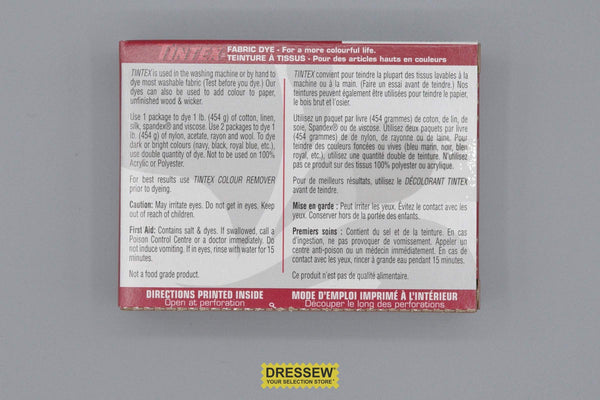 TINTEX
FABRIC DYE - For a more colourful life.
TEINTURE À TISSUS - Pour des articles hauts en couleurs
TINTEX is used in the washing machine or by hand to
dye most washable fabric (Test before you dye.) Our
dyes can also be used to add colour to paper,
unfinished wood & wicker.
Use 1 package to dye 1 lb. (454 g) of cotton, linen,
silk, spandex® and viscose. Use 2 packages to dye 1
lb. (454 g) of nylon, acetate, rayon and wool. To dye
dark or bright colours (navy, black, royal blue, etc.),
use double quantity of dye. Not to be used on 100%
Acrylic or Polyester.
For best results use TINTEX COLOUR REMOVER
prior to dyeing.
Caution: May irritate eyes. Do not get in eyes. Keep
out of reach of children.
First Aid: Contains salt & dyes. If swallowed, call a
Poison Control Centre or a doctor immediately. Do
not induce vomiting. If in eyes, rinse with water for 15
minutes.
Not a food grade product.
TINTEX convient pour teindre la plupart des tissus lavables à la
machine ou à la main. (Faire un essai avant de teindre.) Nos
teintures peuvent également être utilisées pour teindre le papier,
le bois brut et l'osier.
Utilisez un paquet par livre (454 grammes) de coton, de lin, de
soie, Spandex® ou de viscose. Utilisez deux paquets par livre
(454 grammes) de nylon, de rayonne ou de laine. Pour
teindre des couleurs foncées ou vives (bleu marin, noir, bleu
royal, etc.), utilisez une quantité double de teinture. N'utilisez
pas ce produit sur des tissus 100% polyester ou acrylique.
Pour de meilleurs résultats, utilisez le DÉCOLORANT TINTEX
avant de teindre.
Mise en garde : Peut irriter les yeux. Évitez le contact avec les
yeux. Conserver hors de la portée des enfants.
Premiers soins : Contient du sel et de la teinture. En cas
d'ingestion, ne pas provoquer de vomissement. Appeler un
centre anti-poison ou un médecin immédiatement. En cas de
contact avec les yeux, rincer à grande eau pendant 15 minutes.
Ce produit n'est pas de qualité alimentaire.
DIRECTIONS PRINTED INSIDE
Open at perforations
MODE D'EMPLOI IMPRIMÉ À L'INTÉRIEUR
Découper le long des perforations
DRESSEW
YOUR SELECTION STORE